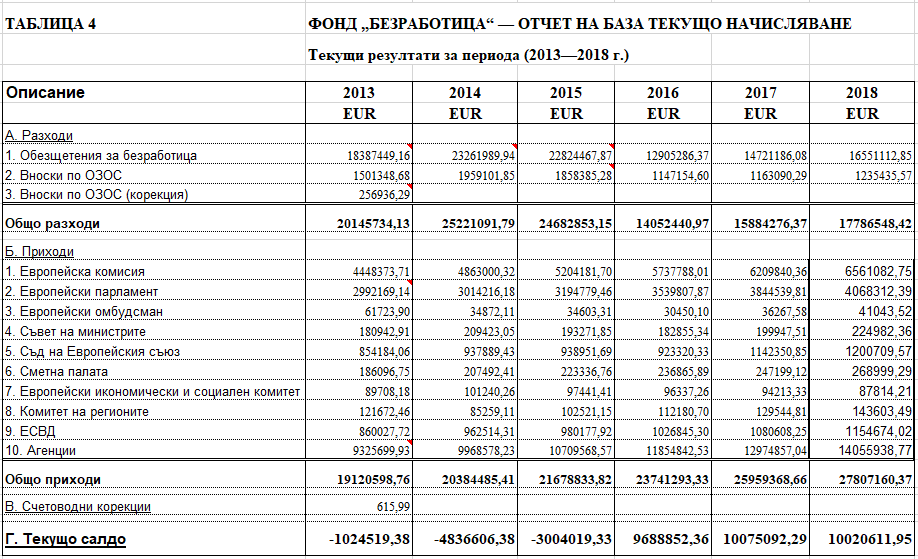 ТАБЛИЦА 4 ФОНД „БЕЗРАБОТИЦА“ — ОТЧЕТ НА БАЗА ТЕКУЩО НАЧИСЛЯВАНЕ
Текущи резултати за периода (2013—2018 г.)
Описание 2013 2014 2015 2016 2017 2018
EUR EUR EUR EUR EUR EUR
А. Разходи
1. Обезщетения за безработица 18387449,16 23261989,94 22824467,87 12905286,37 14721186,08 16551112,85
2. Вноски по ОЗОС 1501348,68 1959101,85 1858385,28 1147154,60 1163090,29 1235435,57
3. Вноски по ОЗОС (корекция) 256936,29
Общо разходи 20145734,13 25221091,79 24682853,15 14052440,97 15884276,37 17786548,42
Б. Приходи
1. Европейска комисия 4448373,71 4863000,32 5204181,70 5737788,01 6209840,36 6561082,75
2. Европейски парламент 2992169,14 3014216,18 3194779,46 3539807,87 3844539,81 4068312,39
3. Европейски омбудсман 61723,90 34872,11 34603,31 30450,10 36267,58 41043,52
4. Съвет на министрите 180942,91 209423,05 193271,85 182855,34 199947,51 224982,36
5. Съд на Европейския съюз 854184,06 937889,43 938951,69 923320,33 1142350,85 1200709,57
6. Сметна палата 186096,75 207492,41 223336,76 236865,89 247199,12 268999,29
7. Европейски икономически и социален комитет 89708,18 101240,26 97441,41 96337,26 94213,33 87814,21
8. Комитет на регионите 121672,46 85259,11 102521,15 112180,70 129544,81 143603,49
9. ЕСВД 860027,72 962514,31 980177,92 1026845,30 1080608,25 1154674,02
10. Агенции 9325699,93 9968578,23 10709568,57 11854842,53 12974857,04 14055938,77
Общо приходи 19120598,76 20384485,41 21678833,82 23741293,33 25959368,66 27807160,37
В. Счетоводни корекции 615,99
Г. Текущо салдо -1024519,38 -4836606,38 -3004019,33 9688852,36 10075092,29 10020611,95